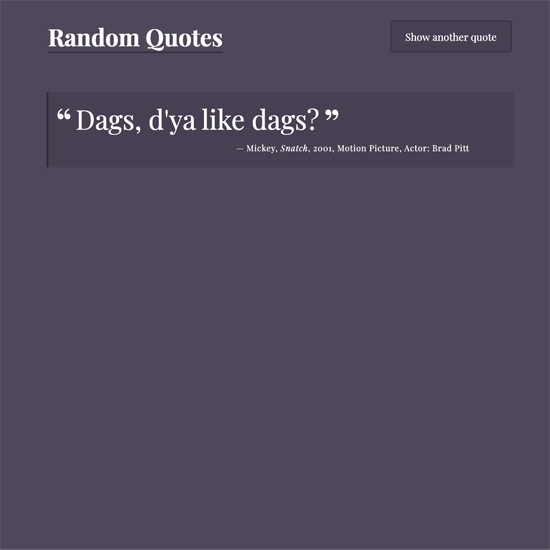 Random Quotes
Show another quote
“ Dags, d'ya like dags? ”
— Mickey, Snatch, 2001, Motion Picture, Actor: Brad Pitt